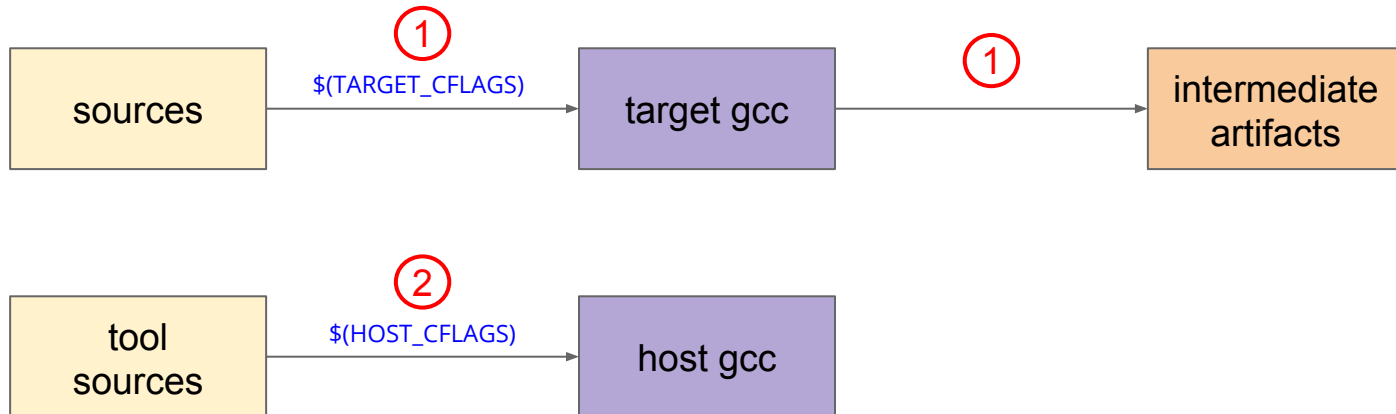 1
$(TARGET_CFLAGS)
1
sources
target gcc
intermediate
artifacts
2
$(HOST_CFLAGS)
tool
sources
host gcc